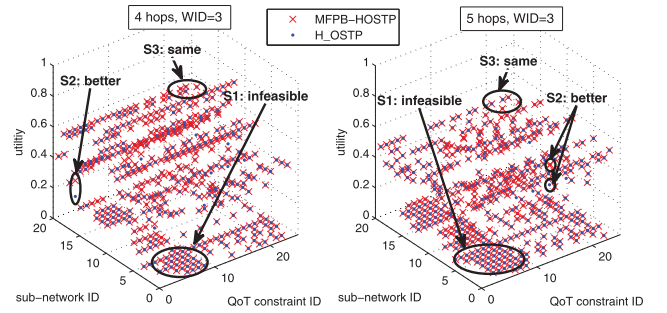 4 hops, WID=3
MFPB-HOSTP
H_OSTP
5 hops, WID=3
S3: same
S2: better
S1: infeasible
utiltiy
1
0.8
0.6
0.4
0.2
0
20
15
10
5
0
0
10
20
sub-network ID
QoT constraint ID
S3: same
S1: infeasible
S2: better
utility
1
0.8
0.6
0.4
0.2
0
20
15
10
5
0
0
10
20
sub-network ID
QoT constraint ID